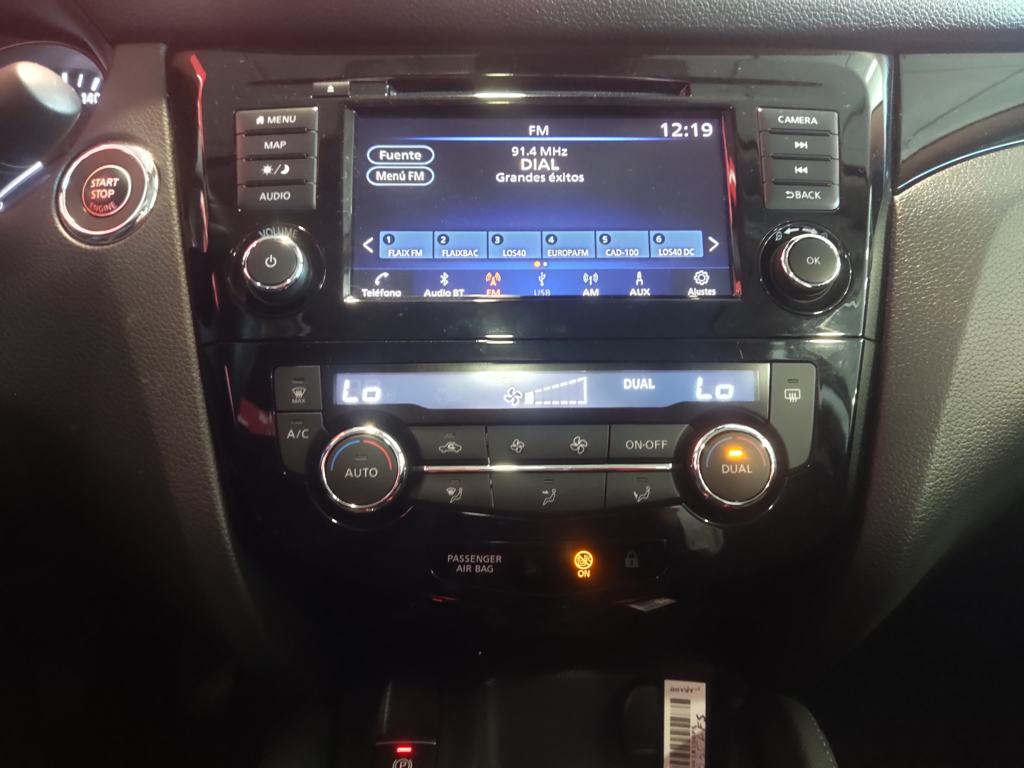 MENU
MAP
AUDIO
VOLUME
START
STOP
ENGINE
FM
12:19
Fuente
Menú FM
91.4 MHz
DIAL
Grandes éxitos
1 FLAIX FM
2 FLAIXBAC
3 LOS40
4 EUROPAFM
5 CAD-100
6 LOS40 DC
Teléfono
Audio BT
FM
USB
AM
AUX
Ajustes
CAMERA
BACK
OK
MAX
Lo
DUAL
Lo
A/C
AUTO
ON·OFF
DUAL
PASSENGER
AIR BAG
ON
P